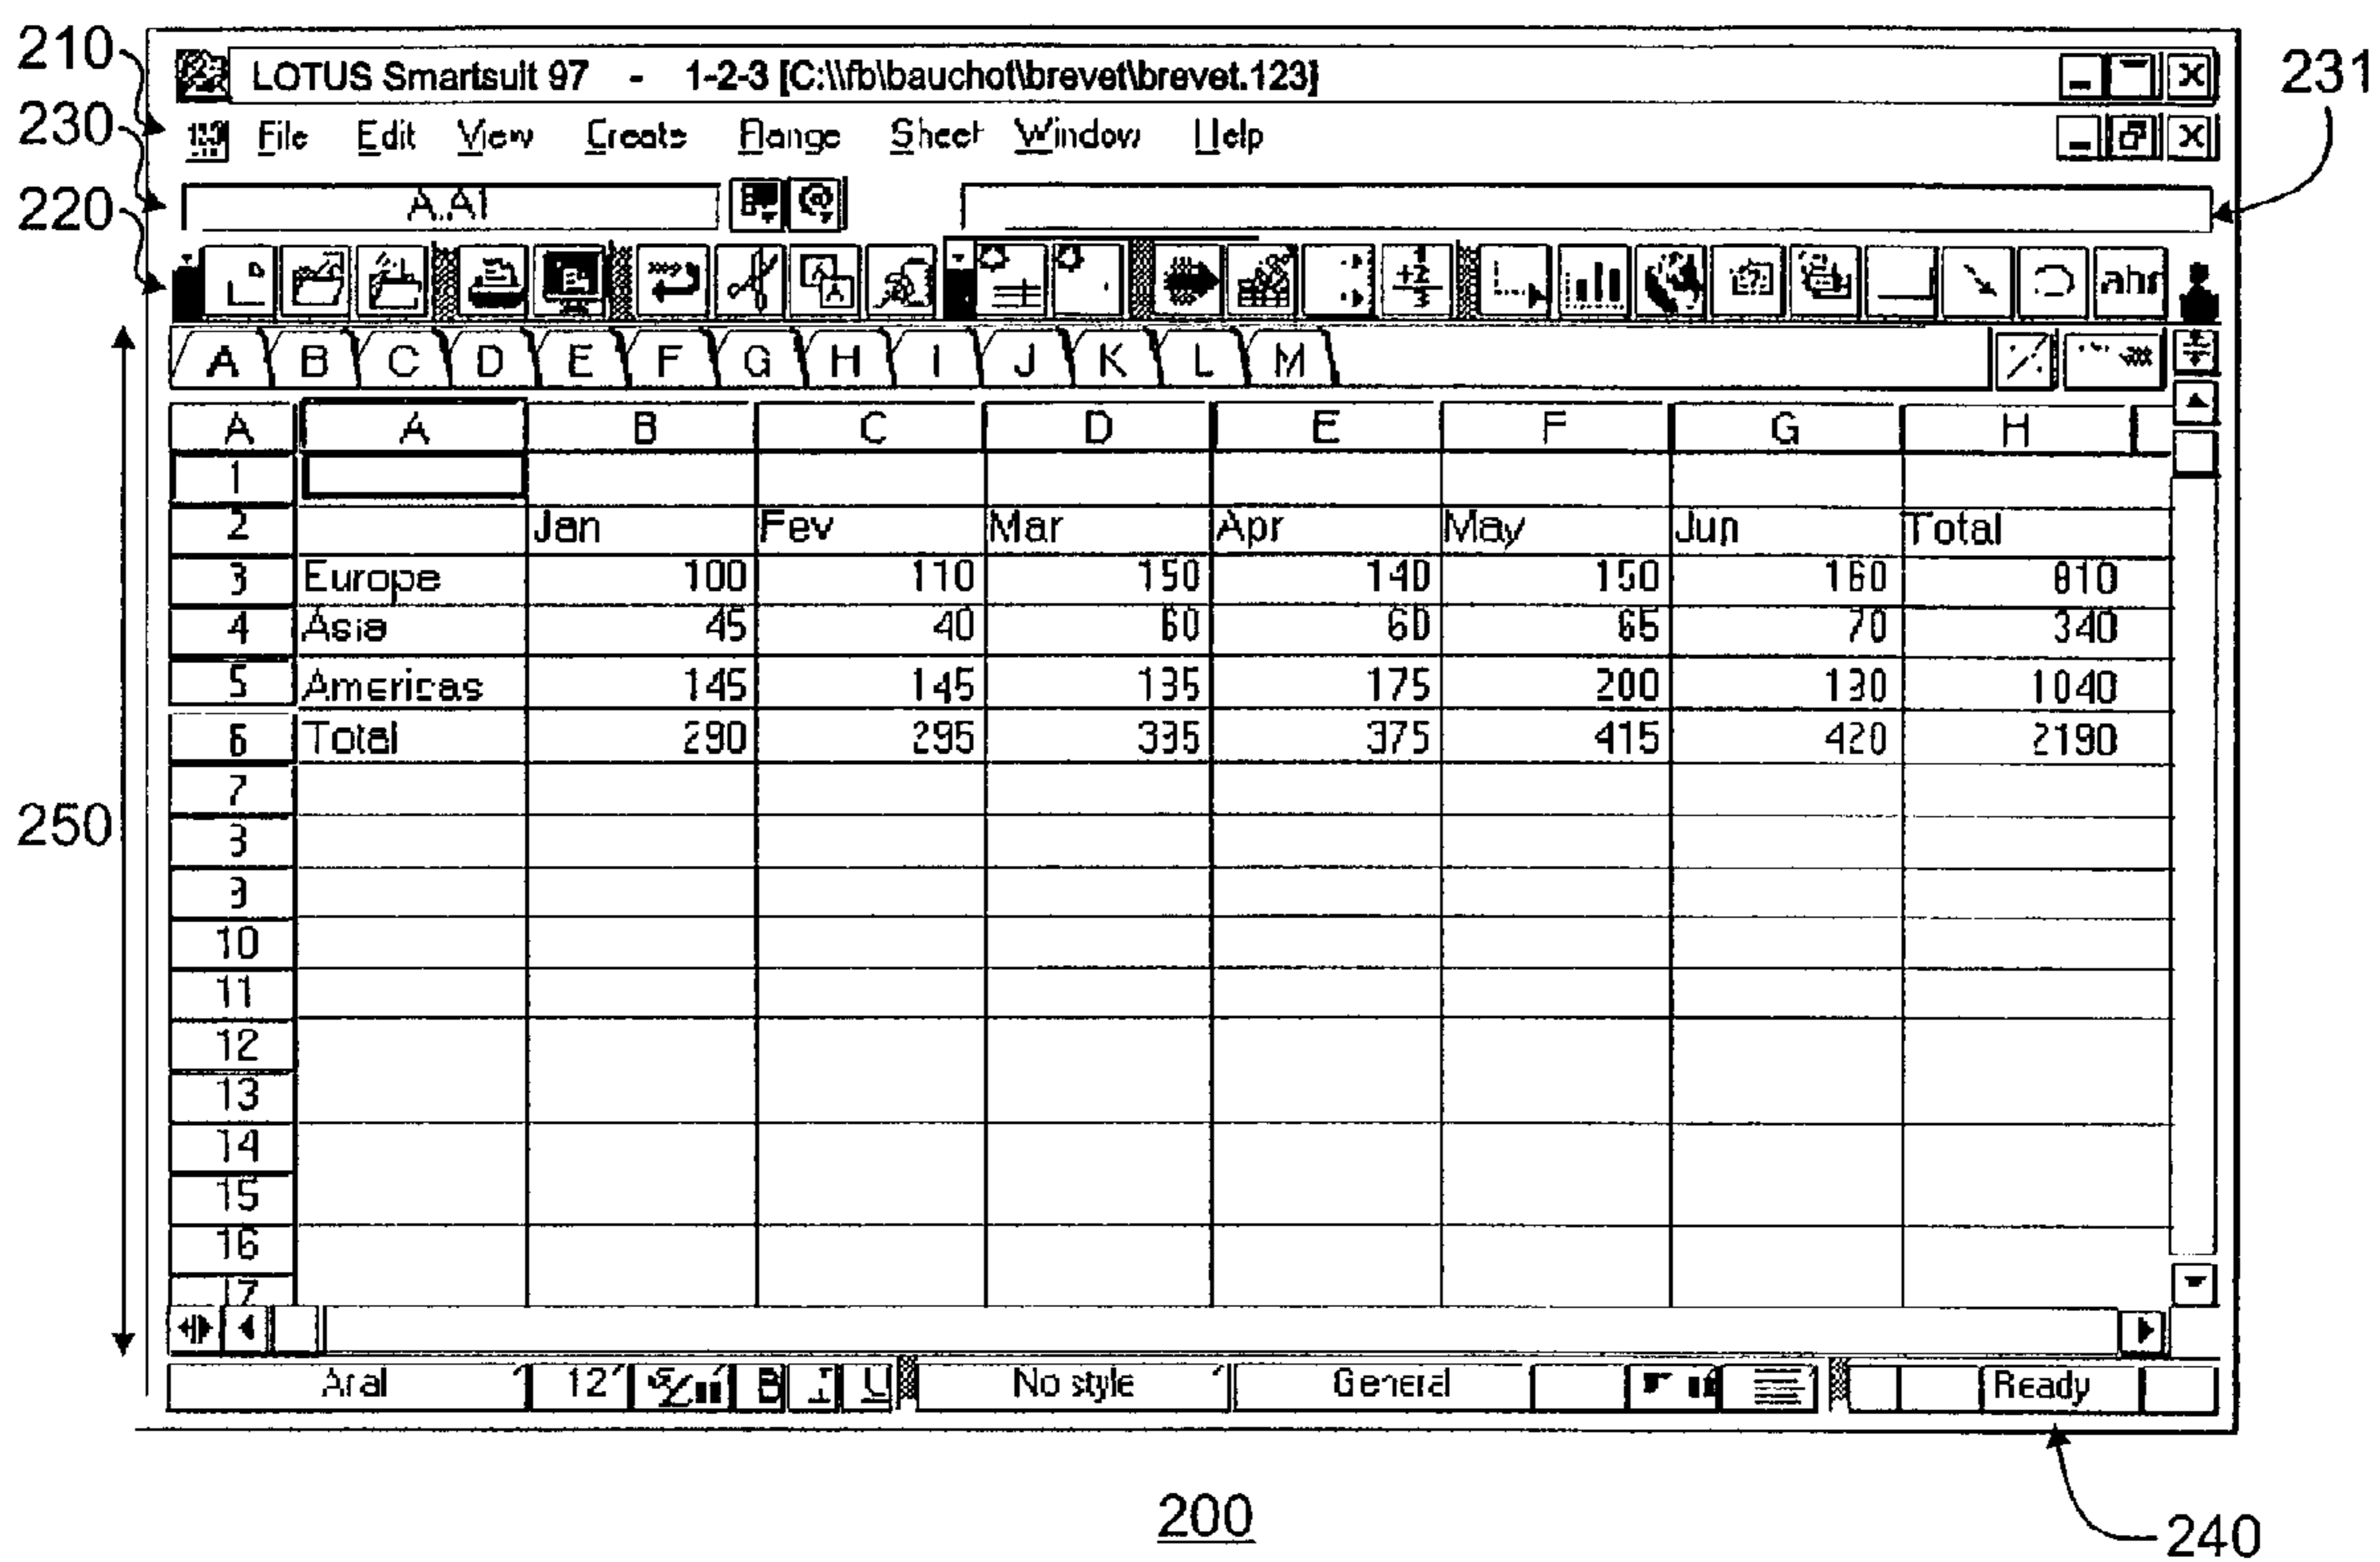 210
230
220
250
231
240
LOTUS Smartsuit 97 - 1-2-3 [C:\\fb\bauchot\brevet\brevet.123]
File Edit View Create Range Sheet Window Help
A:A1
A B C D E F G H I J K L M
A A B C D E F G H
1
2 Jan Fev Mar Apr May Jun Total
3 Europe 100 110 150 140 150 160 810
4 Asia 45 40 60 60 65 70 340
5 Americas 145 145 185 175 200 190 1040
6 Total 290 295 395 375 415 420 2190
7
8
9
10
11
12
13
14
15
16
17
Arial 12 B I U No style General Ready
200